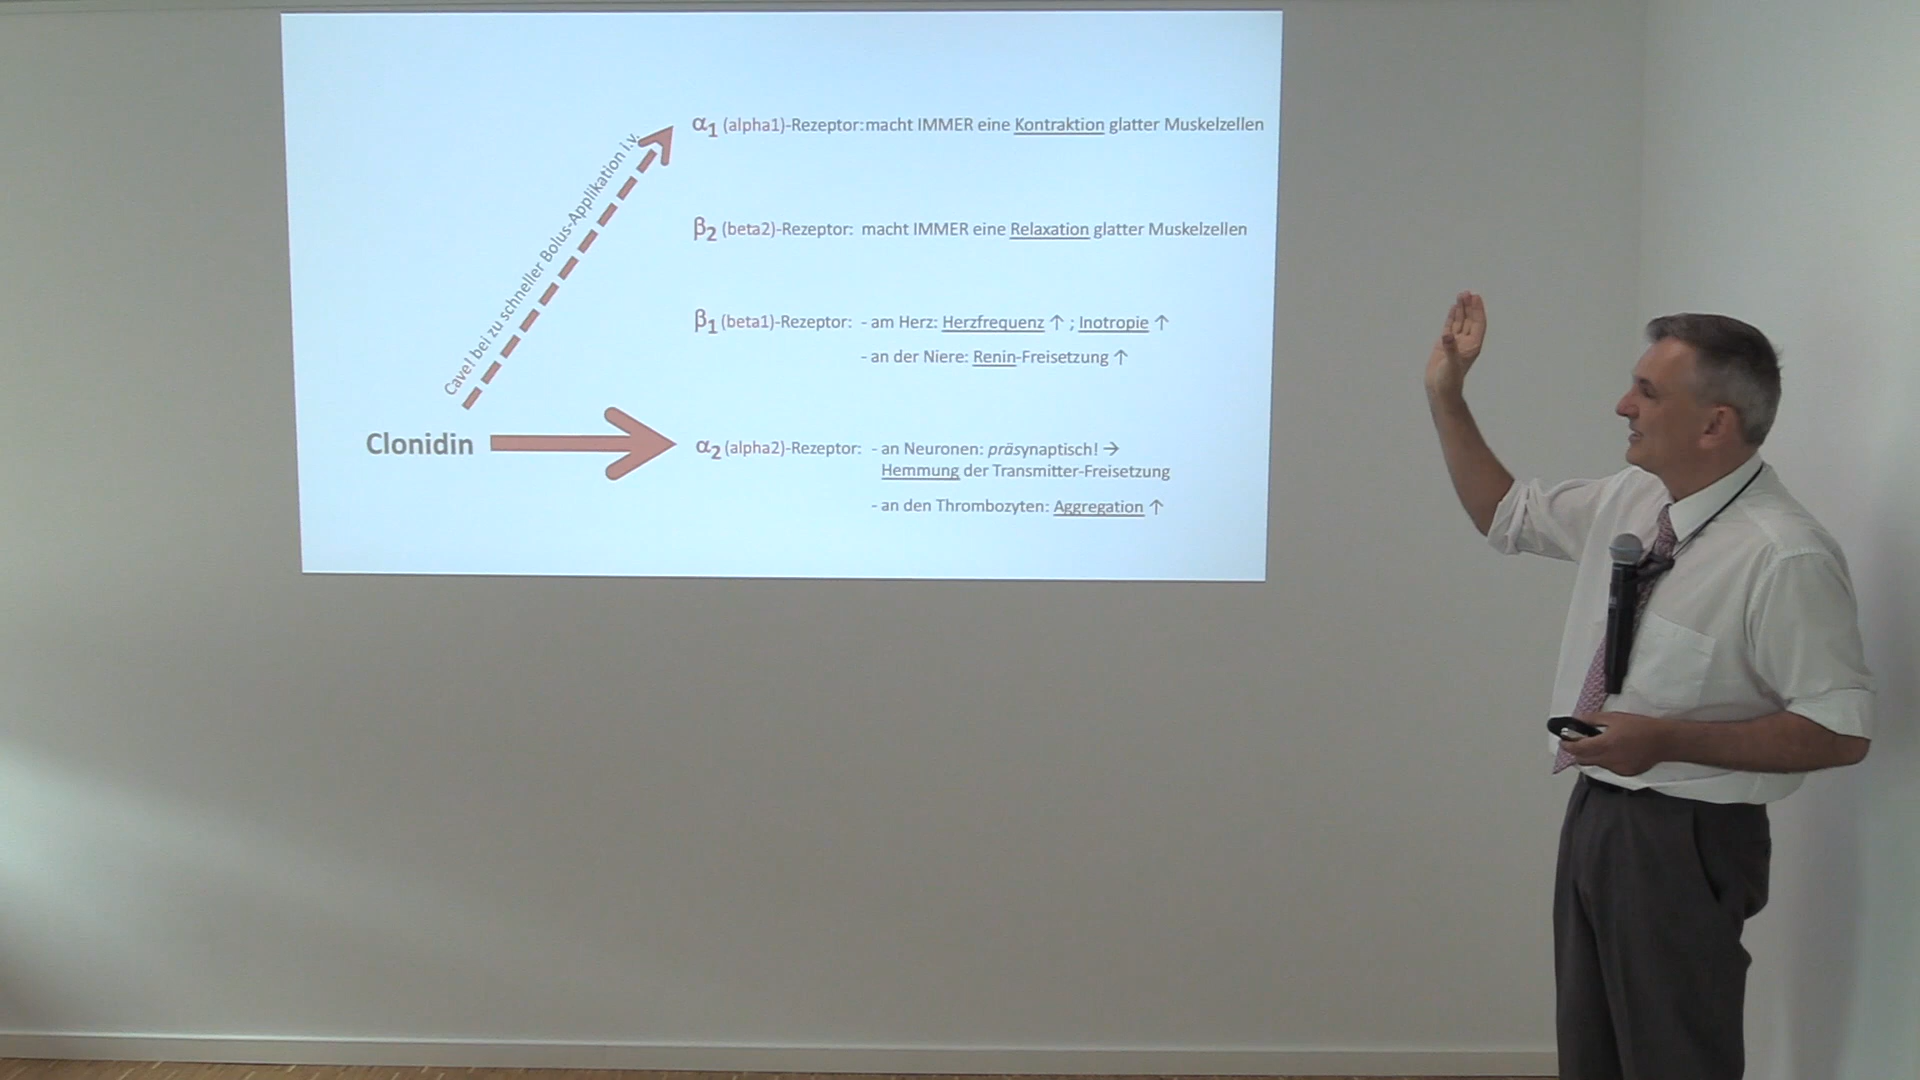 α1 (alpha1)-Rezeptor: macht IMMER eine Kontraktion glatter Muskelzellen
Cave! bei zu schneller Bolus-Applikation i.v.
β2 (beta2)-Rezeptor: macht IMMER eine Relaxation glatter Muskelzellen
β1 (beta1)-Rezeptor: - am Herz: Herzfrequenz ↑ ; Inotropie ↑
- an der Niere: Renin-Freisetzung ↑
Clonidin
α2 (alpha2)-Rezeptor: - an Neuronen: präsynaptisch! →
Hemmung der Transmitter-Freisetzung
- an den Thrombozyten: Aggregation ↑